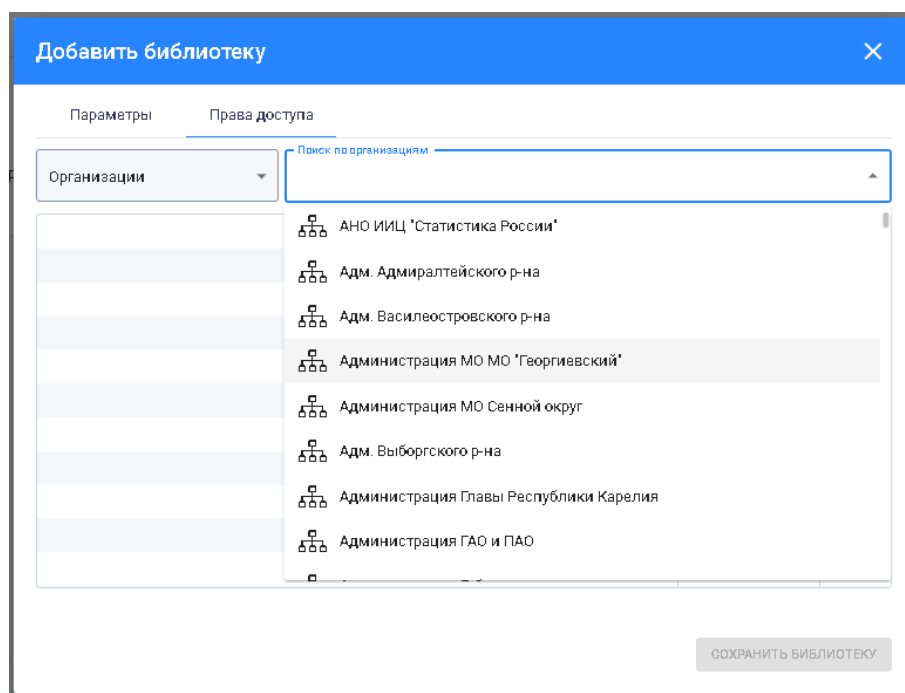 Добавить библиотеку
Параметры
Права доступа
Поиск по организациям
Организации
АНО ИИЦ "Статистика России"
Адм. Адмиралтейского р-на
Адм. Василеостровского р-на
Администрация МО МО "Георгиевский"
Администрация МО Сенной округ
Адм. Выборгского р-на
Администрация Главы Республики Карелия
Администрация ГАО и ПАО
СОХРАНИТЬ БИБЛИОТЕКУ